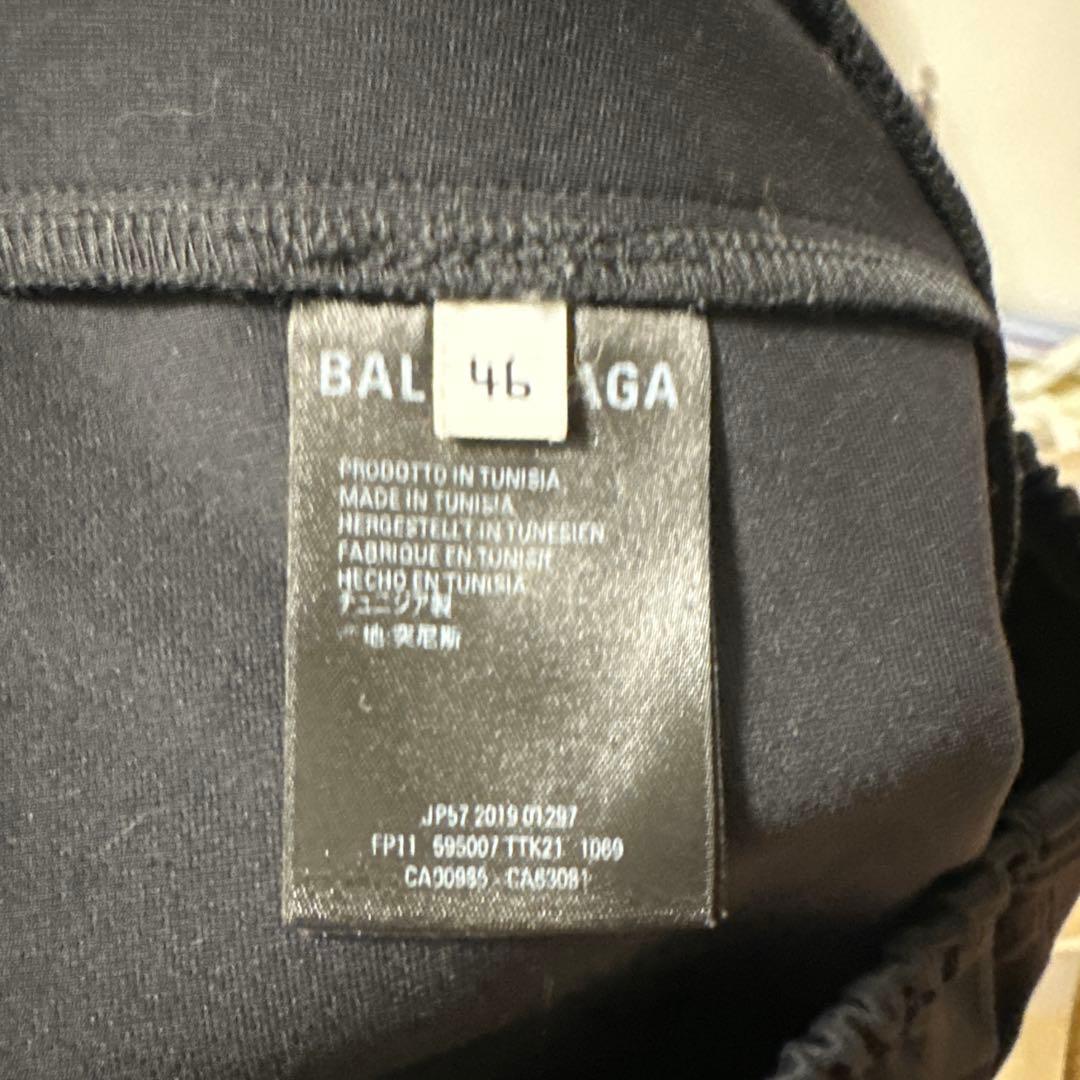 BAL AGA
46
PRODOTTO IN TUNISIA
MADE IN TUNISIA
HERGESTELLT IN TUNESIEN
FABRIQUE EN TUNISIE
HECHO EN TUNISIA
チュニジア製
地:突尼斯
JP57 2019 01297
FP11 595007 TTK21 1069
CA00985 - CA63081